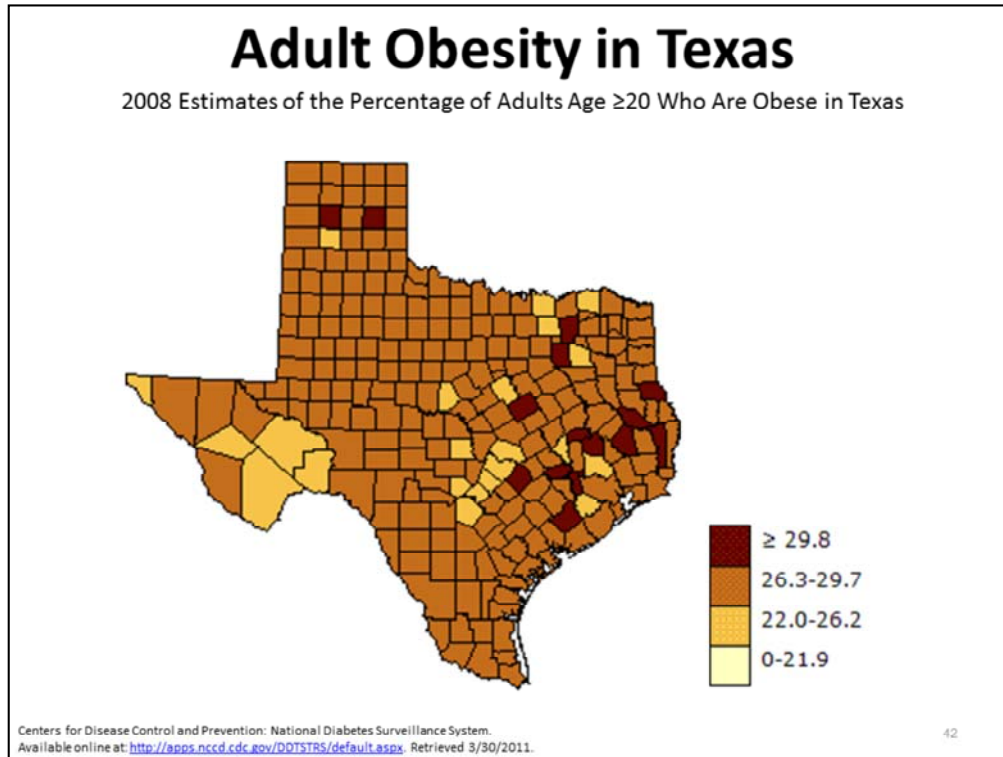 Adult Obesity in Texas
2008 Estimates of the Percentage of Adults Age ≥20 Who Are Obese in Texas
≥ 29.8
26.3-29.7
22.0-26.2
0-21.9
Centers for Disease Control and Prevention: National Diabetes Surveillance System.
Available online at: http://apps.nccd.cdc.gov/DDTSTRS/default.aspx. Retrieved 3/30/2011.
42